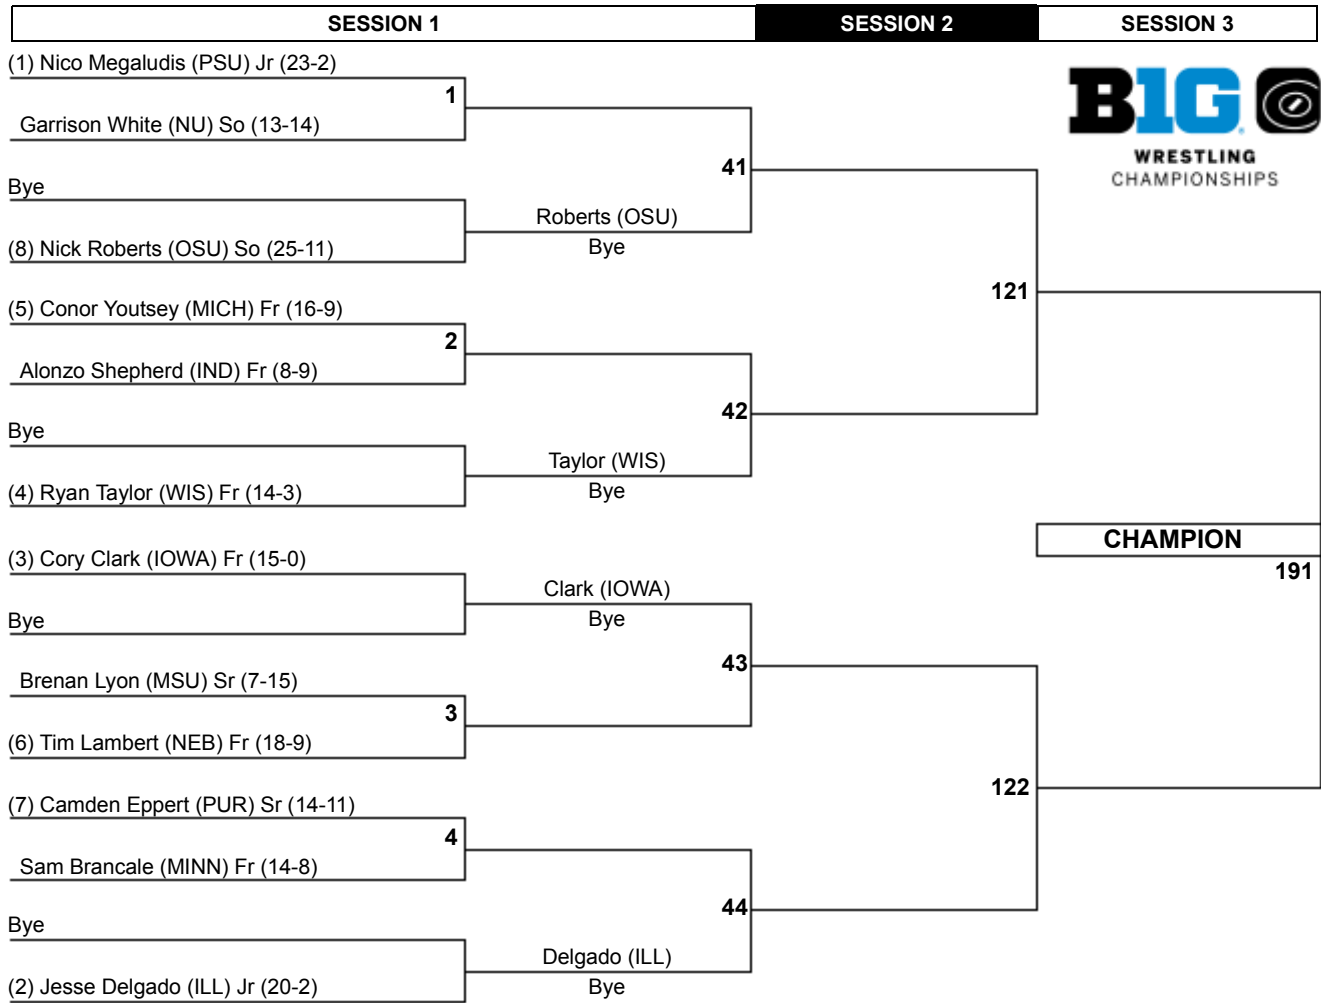 SESSION 1
SESSION 2
SESSION 3
(1) Nico Megaludis (PSU) Jr (23-2)
1
Garrison White (NU) So (13-14)
41
Bye
Roberts (OSU)
Bye
(8) Nick Roberts (OSU) So (25-11)
B1G
WRESTLING
CHAMPIONSHIPS
121
(5) Conor Youtsey (MICH) Fr (16-9)
2
Alonzo Shepherd (IND) Fr (8-9)
42
Bye
Taylor (WIS)
Bye
(4) Ryan Taylor (WIS) Fr (14-3)
CHAMPION
191
(3) Cory Clark (IOWA) Fr (15-0)
Clark (IOWA)
Bye
Bye
43
Brenan Lyon (MSU) Sr (7-15)
3
(6) Tim Lambert (NEB) Fr (18-9)
122
(7) Camden Eppert (PUR) Sr (14-11)
4
Sam Brancale (MINN) Fr (14-8)
44
Bye
Delgado (ILL)
Bye
(2) Jesse Delgado (ILL) Jr (20-2)